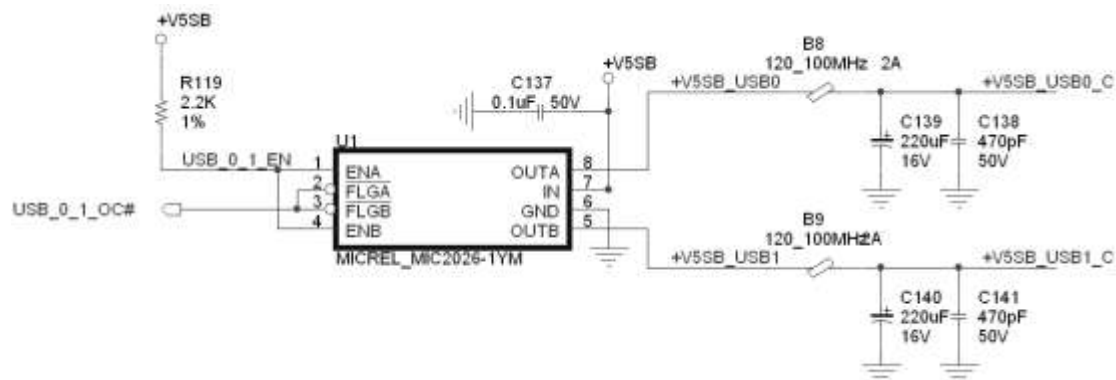 +V5SB
R119
2.2K
1%
USB_0_1_EN
USB_0_1_OC#
C137
0.1uF 50V
+V5SB
U1
1 ENA OUTA 8
2 FLGA IN 7
3 FLGB GND 6
4 ENB OUTB 5
MICREL_MIC2026-1YM
B8
120_100MHz 2A
+V5SB_USB0
+V5SB_USB0_C
C139
220uF
16V
C138
470pF
50V
B9
120_100MHz2A
+V5SB_USB1
+V5SB_USB1_C
C140
220uF
16V
C141
470pF
50V